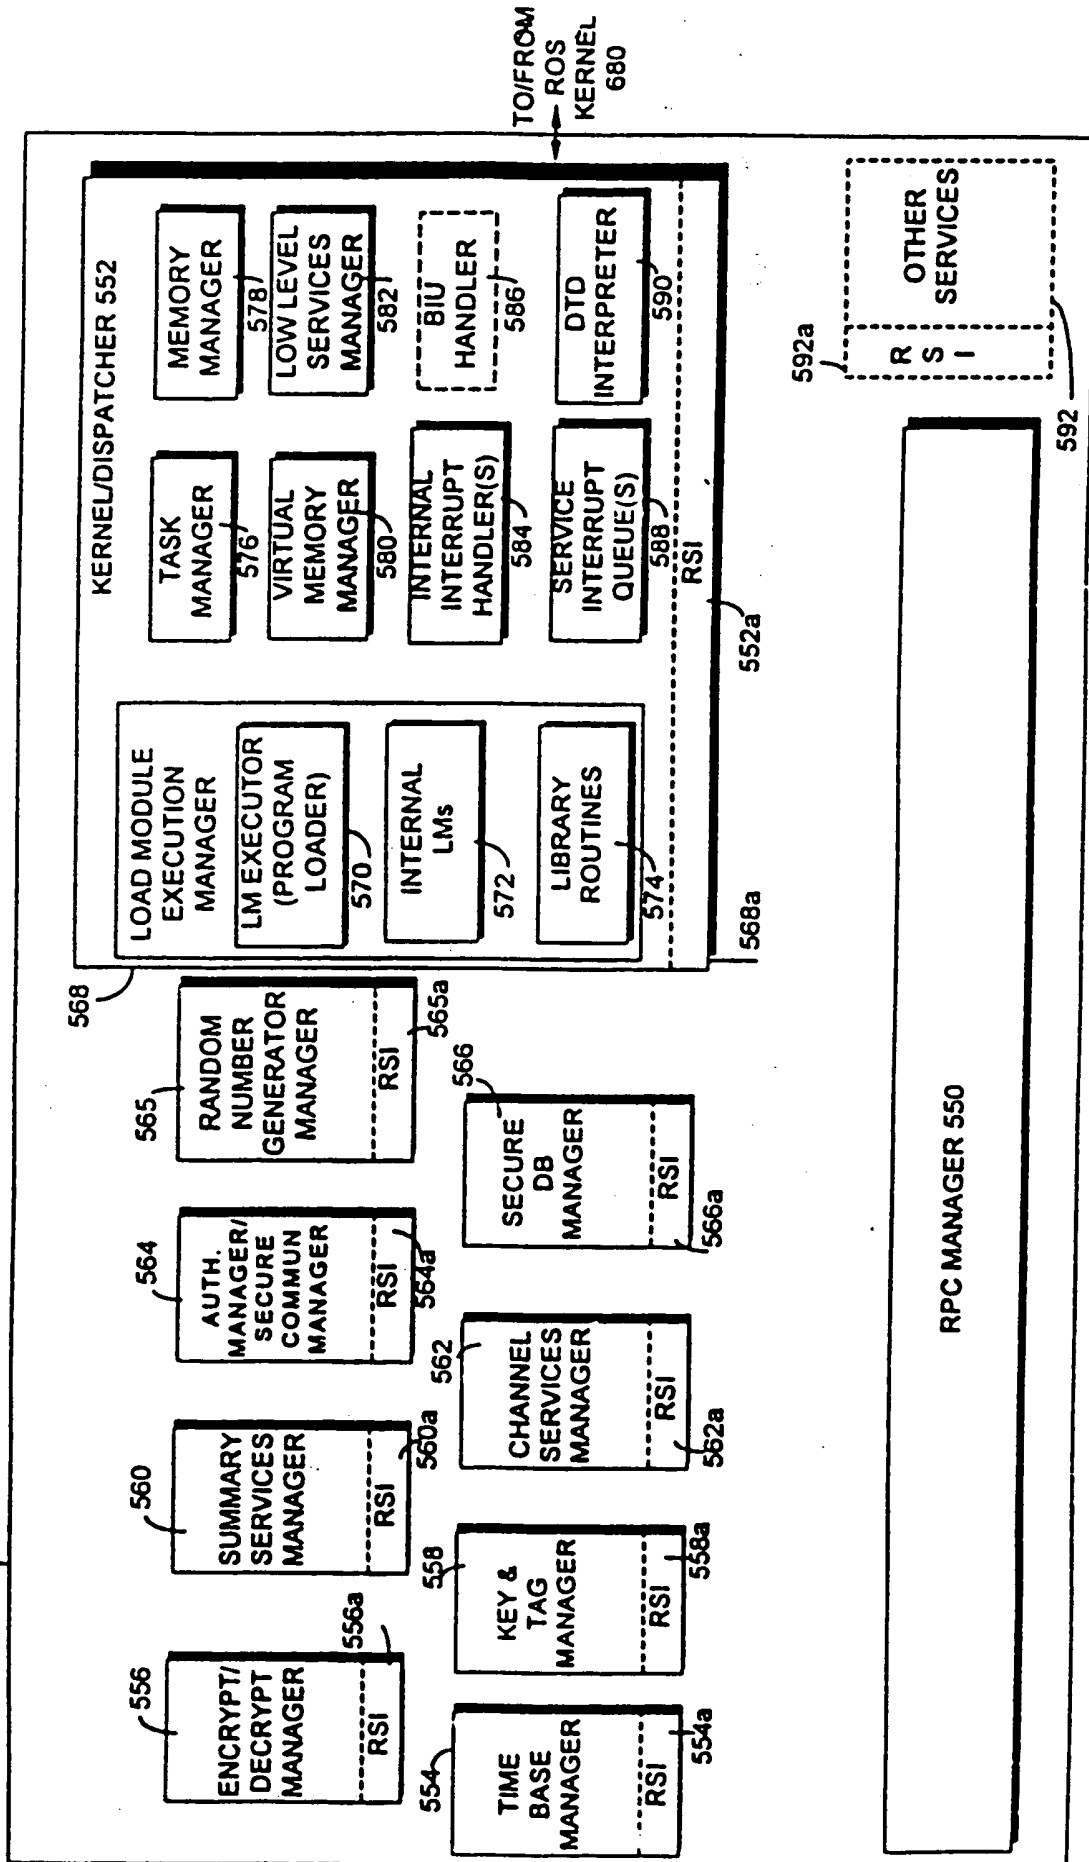 KERNEL/DISPATCHER 552
568
LOAD MODULE
EXECUTION
MANAGER
LM EXECUTOR
(PROGRAM
LOADER)
570
INTERNAL
LMs
572
LIBRARY
ROUTINES
574
TASK
MANAGER
576
MEMORY
MANAGER
578
VIRTUAL
MEMORY
MANAGER
580
LOW LEVEL
SERVICES
MANAGER
582
INTERNAL
INTERRUPT
HANDLER(S)
584
BIU
HANDLER
586
SERVICE
INTERRUPT
QUEUE(S)
588
DTD
INTERPRETER
590
RSI
552a
568a
TO/FROM
ROS
KERNEL
680
556
ENCRYPT/
DECRYPT
MANAGER
RSI
556a
560
SUMMARY
SERVICES
MANAGER
RSI
560a
564
AUTH.
MANAGER/
SECURE
COMMUN
MANAGER
RSI
564a
565
RANDOM
NUMBER
GENERATOR
MANAGER
RSI
565a
554
TIME
BASE
MANAGER
RSI
554a
558
KEY &
TAG
MANAGER
RSI
558a
562
CHANNEL
SERVICES
MANAGER
RSI
562a
566
SECURE
DB
MANAGER
RSI
566a
RPC MANAGER 550
592a
R
S
I
OTHER
SERVICES
592